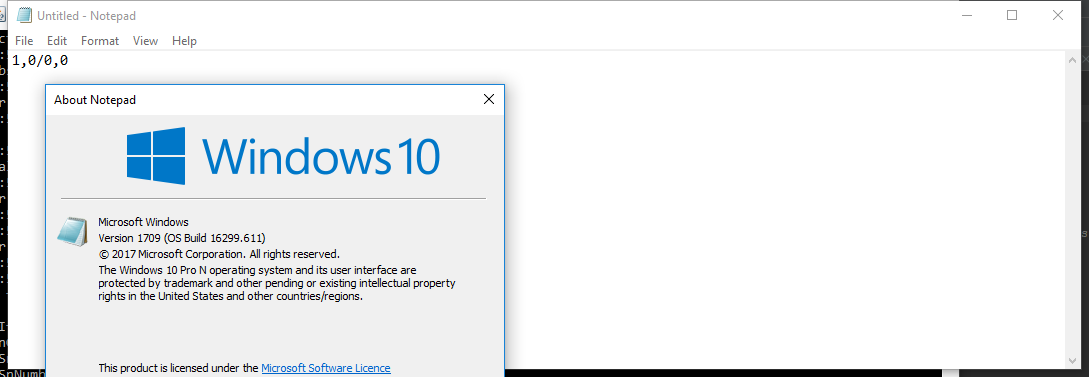 Untitled - Notepad
File Edit Format View Help
1,0/0,0
About Notepad
Windows 10
Microsoft Windows
Version 1709 (OS Build 16299.611)
© 2017 Microsoft Corporation. All rights reserved.
The Windows 10 Pro N operating system and its user interface are
protected by trademark and other pending or existing intellectual property
rights in the United States and other countries/regions.
This product is licensed under the Microsoft Software Licence